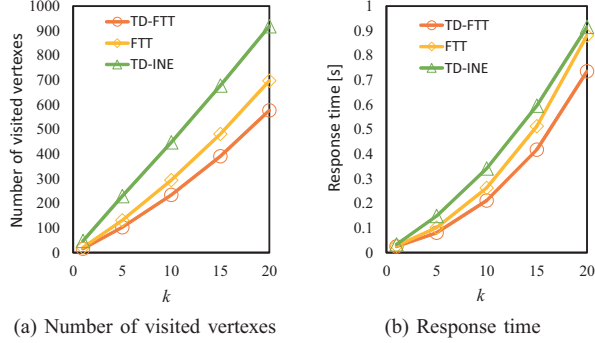 1000
900
800
700
600
500
400
300
200
100
0
0 5 10 15 20
Number of visited vertexes
k
TD-FTT
FTT
TD-INE
(a) Number of visited vertexes
1
0.9
0.8
0.7
0.6
0.5
0.4
0.3
0.2
0.1
0
0 5 10 15 20
Response time [s]
k
TD-FTT
FTT
TD-INE
(b) Response time